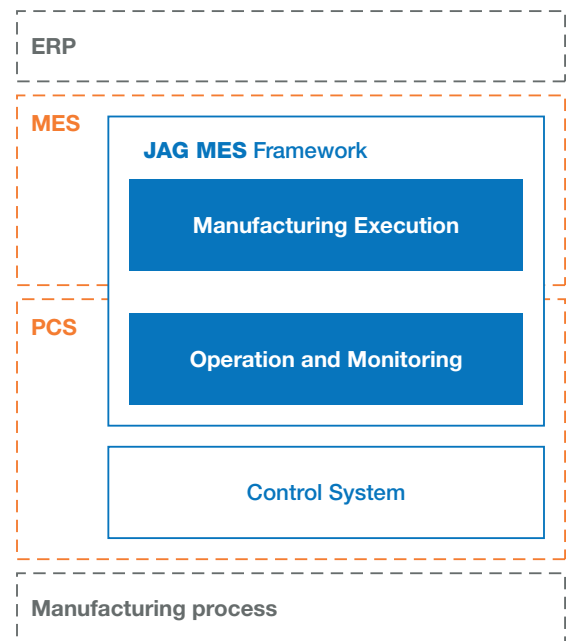 ERP
MES
JAG MES Framework
Manufacturing Execution
PCS
Operation and Monitoring
Control System
Manufacturing process